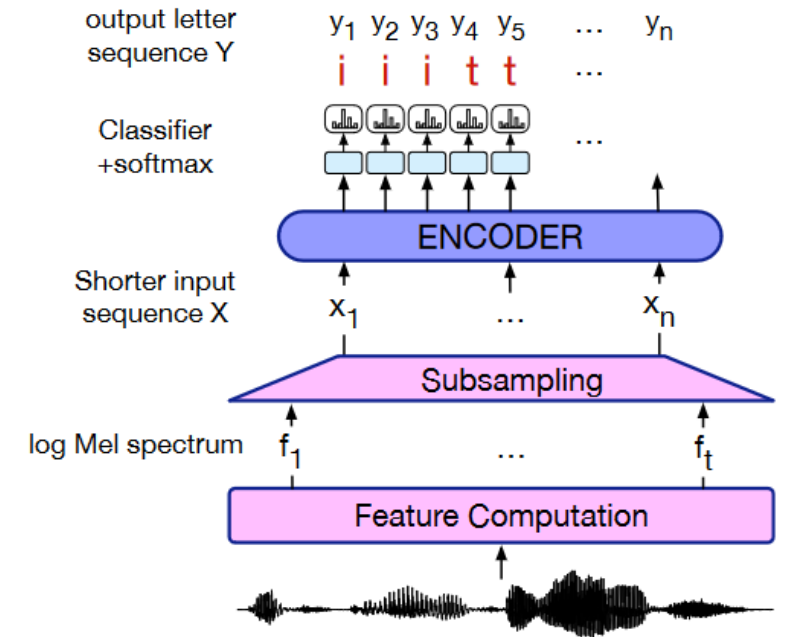 output letter
sequence Y
y1 y2 y3 y4 y5 ... yn
i i i t t ...
Classifier
+softmax
...
ENCODER
Shorter input
sequence X
x1 ... xn
Subsampling
log Mel spectrum
f1 ... ft
Feature Computation